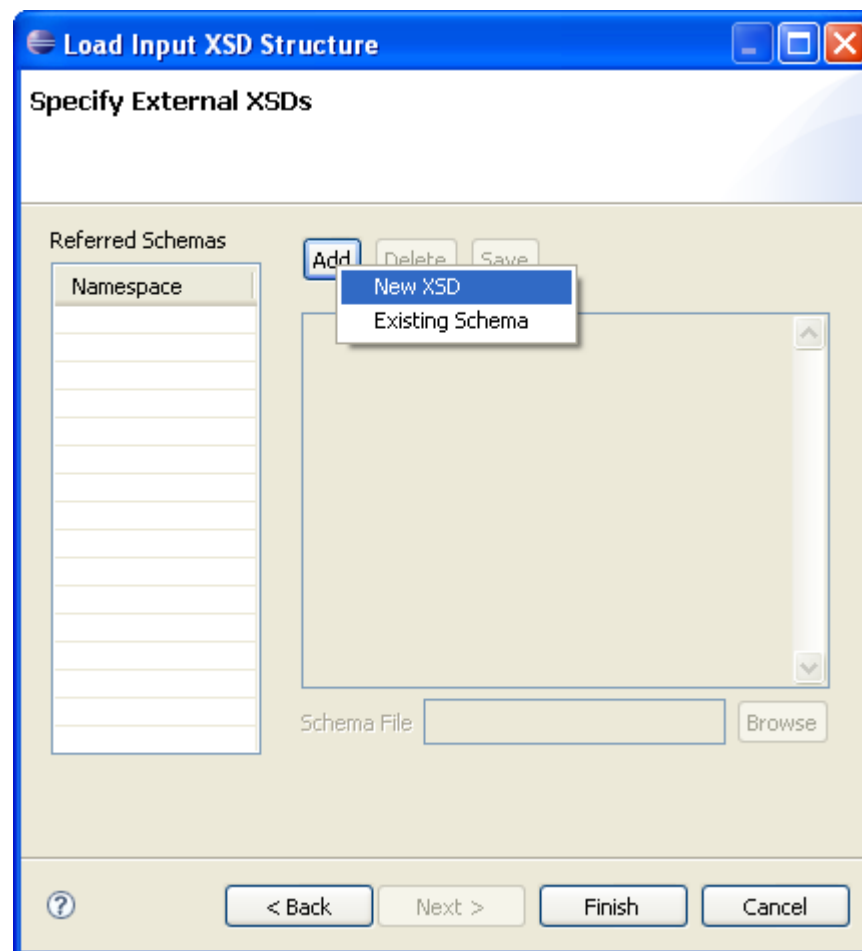 Load Input XSD Structure
Specify External XSDs
Referred Schemas
Add Delete Save
Namespace
New XSD
Existing Schema
Schema File Browse
? < Back Next > Finish Cancel